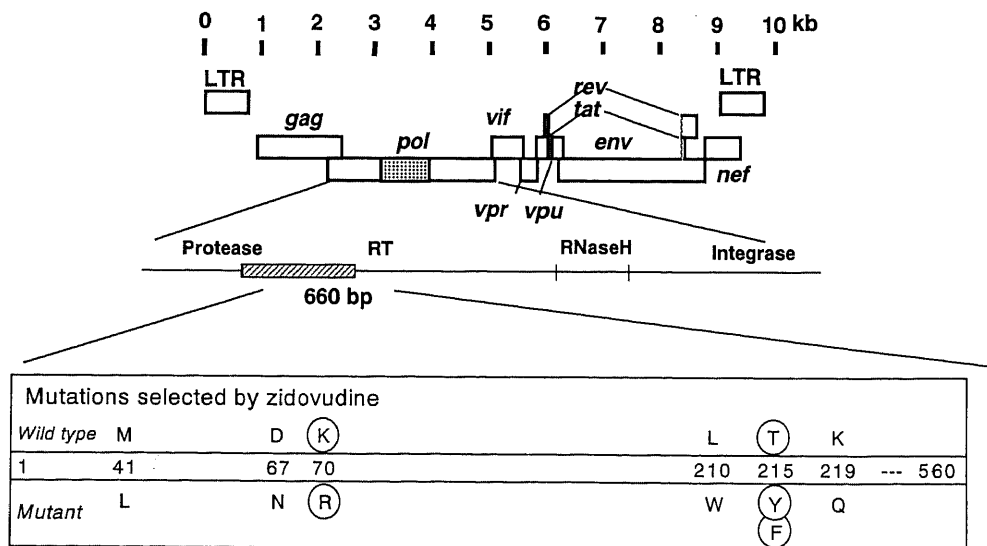 0 1 2 3 4 5 6 7 8 9 10 kb
LTR LTR
rev
tat
gag pol vif env
vpr vpu nef
Protease RT RNaseH Integrase
660 bp
Mutations selected by zidovudine
Wild type M D K L T K
1 41 67 70 210 215 219 --- 560
Mutant L N R W Y Q
F